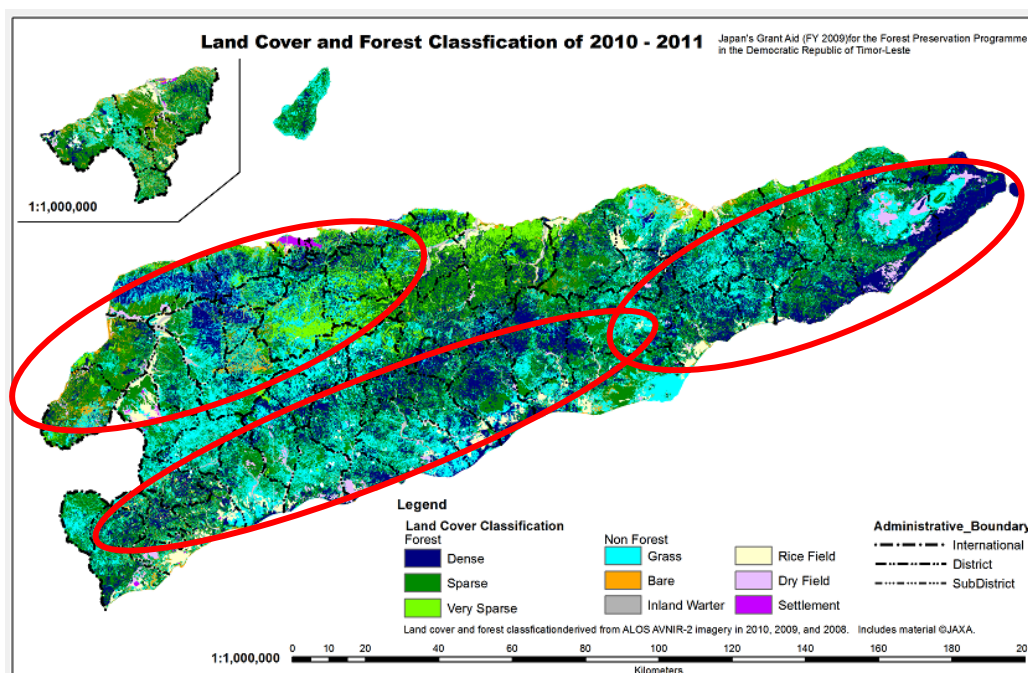 Land Cover and Forest Classfication of 2010 - 2011
Japan's Grant Aid (FY 2009)for the Forest Preservation Programme
in the Democratic Republic of Timor-Leste
1:1,000,000
Legend
Land Cover Classification
Forest
Dense
Sparse
Very Sparse
Non Forest
Grass
Bare
Inland Warter
Rice Field
Dry Field
Settlement
Administrative_Boundary
International
District
SubDistrict
Land cover and forest classficationderived from ALOS AVNIR-2 imagery in 2010, 2009, and 2008. Includes material ©JAXA.
1:1,000,000
0 20 40 60 80 100 120 140 160 180 20
Kilometers